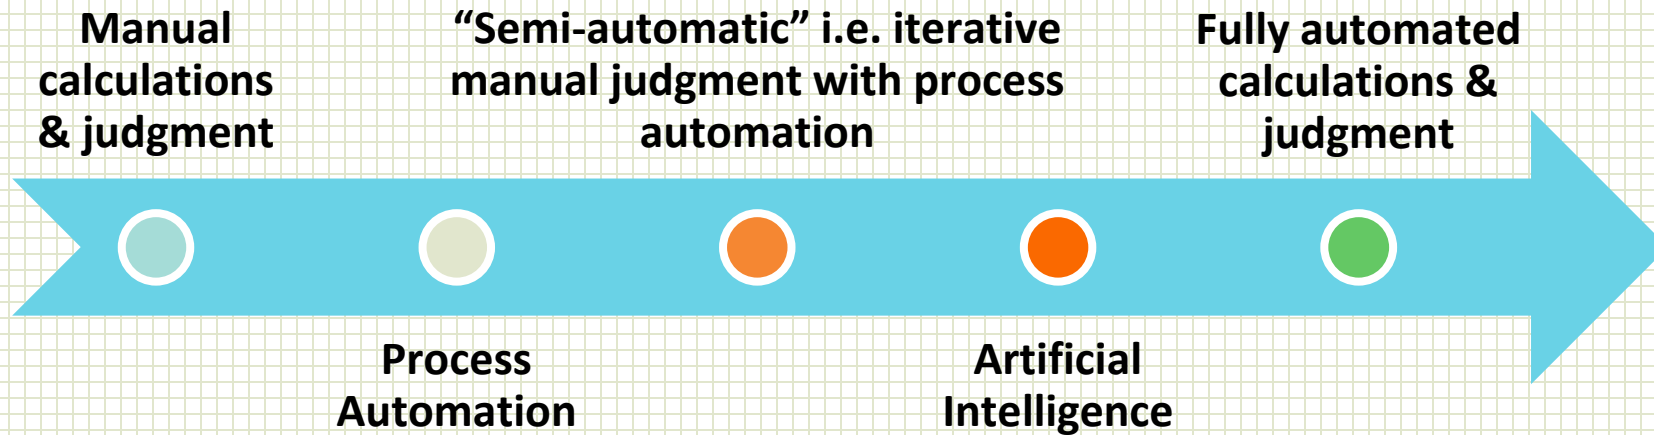 Manual
calculations
& judgment
“Semi-automatic” i.e. iterative
manual judgment with process
automation
Fully automated
calculations &
judgment
Process
Automation
Artificial
Intelligence